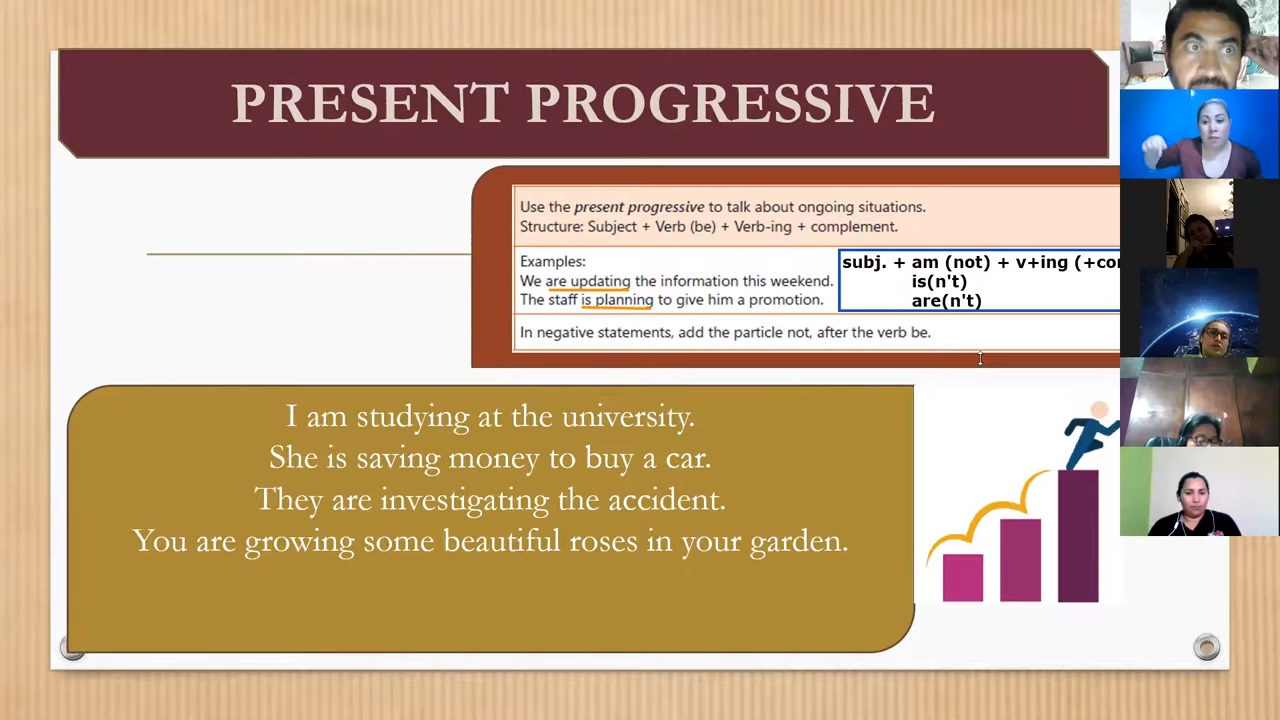 PRESENT PROGRESSIVE
Use the present progressive to talk about ongoing situations.
Structure: Subject + Verb (be) + Verb-ing + complement.
Examples:
We are updating the information this weekend.
The staff is planning to give him a promotion.
subj. + am (not) + v+ing (+co
is(n't)
are(n't)
In negative statements, add the particle not, after the verb be.
I am studying at the university.
She is saving money to buy a car.
They are investigating the accident.
You are growing some beautiful roses in your garden.